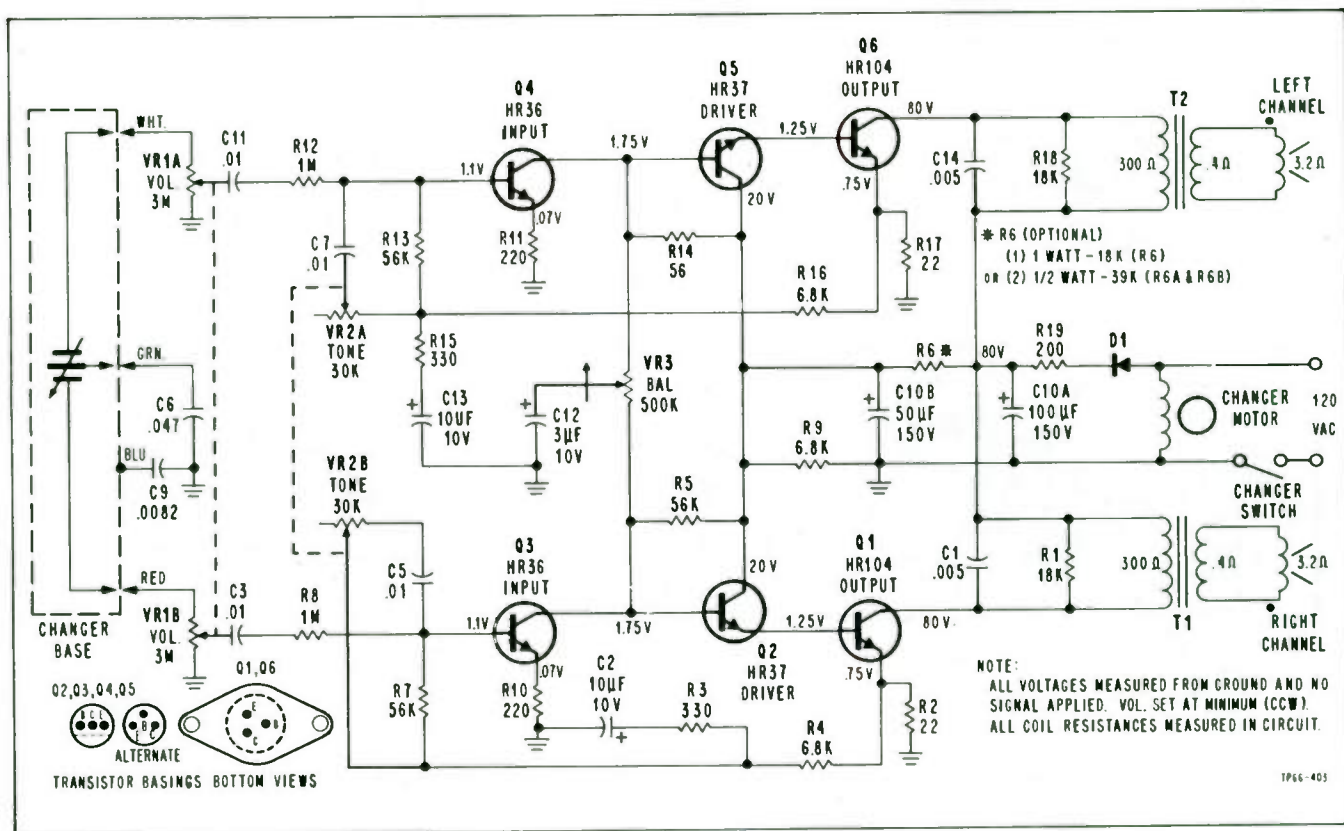 Q6
HR104
OUTPUT
Q5
HR37
DRIVER
Q4
HR36
INPUT
LEFT
CHANNEL
T2
80V
WHT.
C11
.01
R12
1M
1.75V
1.25V
1.1V
VR1A
VOL.
3M
C14
.005
R18
18K
300Ω
.4Ω
3.2Ω
.07V
.75V
20V
C7
.01
R13
56K
R11
220
R14
56
R17
22
* R6 (OPTIONAL)
(1) 1 WATT-18K (R6)
OR (2) 1/2 WATT-39K (R6A & R6B)
R16
6.8K
VR2A
TONE
30K
R15
330
VR3
BAL
500K
R6 *
80V
R19
200
D1
GRN.
C6
.047
C13
10UF
10V
C12
3µF
10V
C10B
50µF
150V
C10A
100µF
150V
CHANGER
MOTOR
120
VAC
BLU
C9
.0082
R9
6.8K
VR2B
TONE
30K
R5
56K
CHANGER
SWITCH
RED
Q3
HR36
INPUT
20V
Q1
HR104
OUTPUT
C1
.005
R1
18K
300Ω
.4Ω
3.2Ω
C3
.01
R8
1M
C5
.01
VR1B
VOL.
3M
1.1V
1.75V
1.25V
80V
T1
RIGHT
CHANNEL
CHANGER
BASE
.07V
Q2
HR37
DRIVER
.75V
R7
56K
R10
220
C2
10µF
10V
R3
330
R4
6.8K
R2
22
NOTE:
ALL VOLTAGES MEASURED FROM GROUND AND NO
SIGNAL APPLIED. VOL. SET AT MINIMUM (CCW).
ALL COIL RESISTANCES MEASURED IN CIRCUIT.
Q2,Q3,Q4,Q5
Q1,Q6
B C E
B
E C
E
B
C
ALTERNATE
TRANSISTOR BASINGS BOTTOM VIEWS
TP66-403